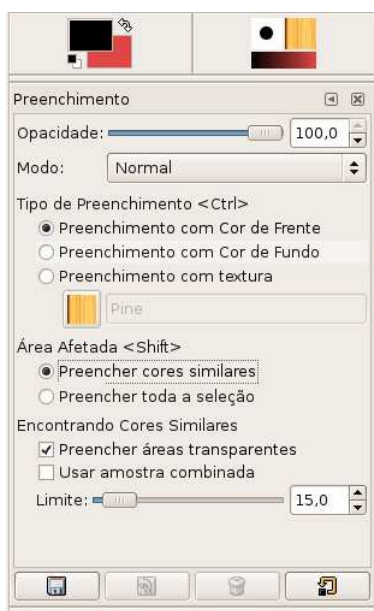 Preenchimento
Opacidade: 100,0
Modo: Normal
Tipo de Preenchimento <Ctrl>
Preenchimento com Cor de Frente
Preenchimento com Cor de Fundo
Preenchimento com textura
Pine
Área Afetada <Shift>
Preencher cores similares
Preencher toda a seleção
Encontrando Cores Similares
Preencher áreas transparentes
Usar amostra combinada
Limite: 15,0